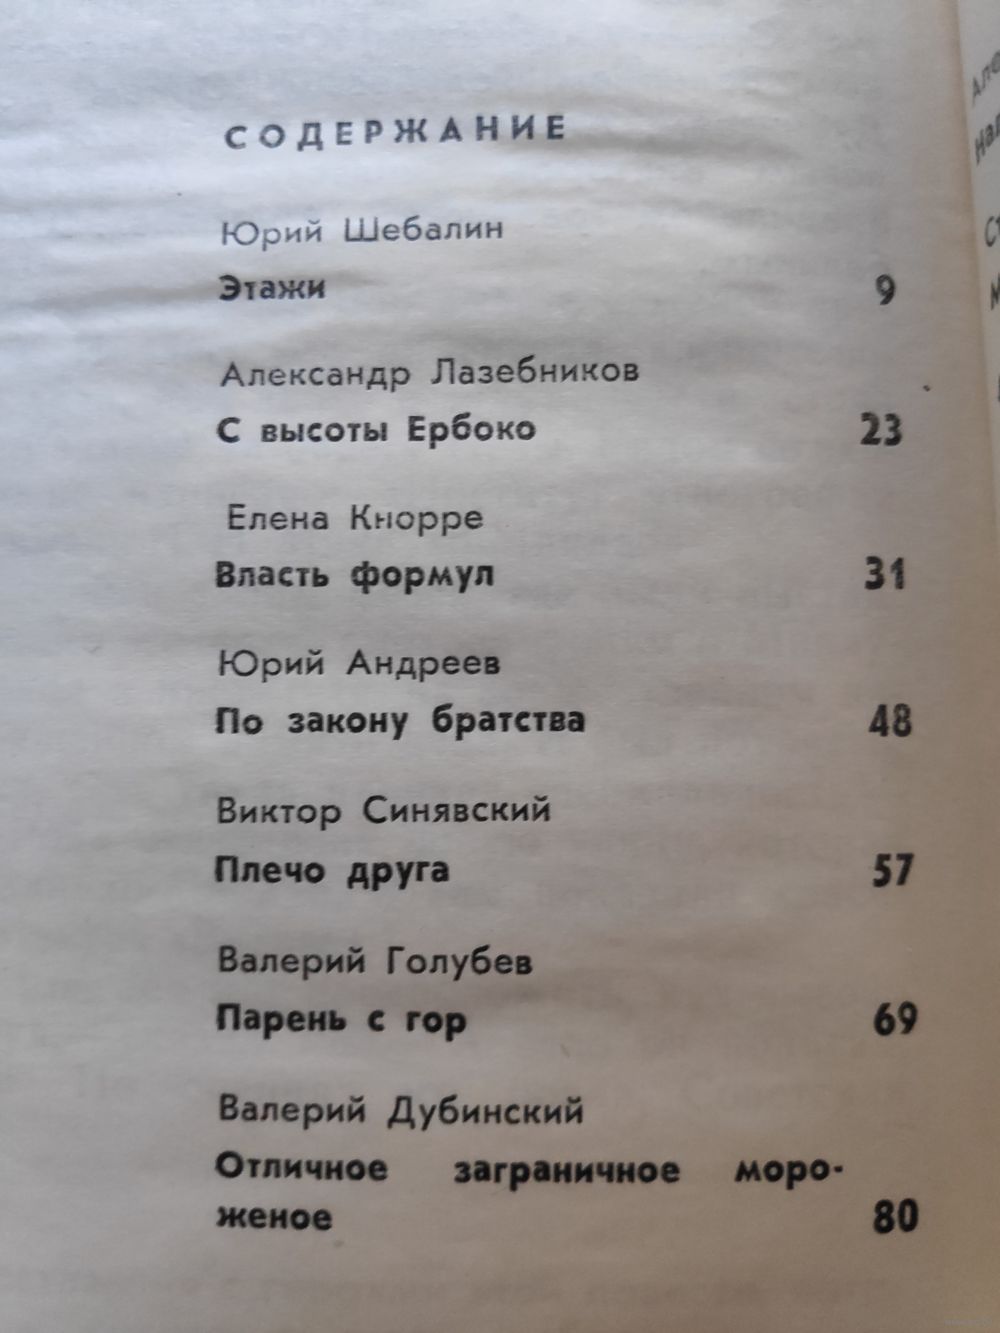 СОДЕРЖАНИЕ
Юрий Шебалин
Этажи 9
Александр Лазебников
С высоты Ербоко 23
Елена Кнорре
Власть формул 31
Юрий Андреев
По закону братства 48
Виктор Синявский
Плечо друга 57
Валерий Голубев
Парень с гор 69
Валерий Дубинский
Отличное заграничное моро-
женое 80